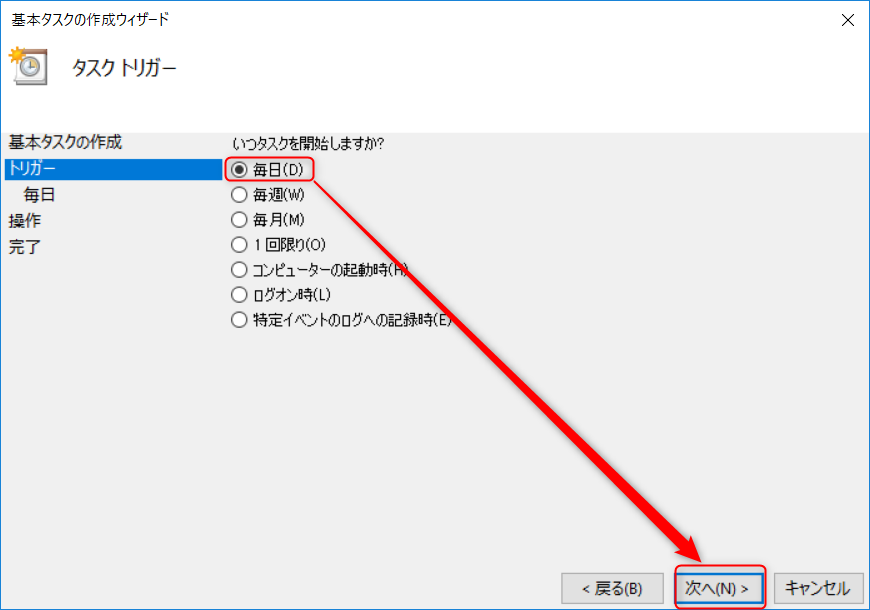 基本タスクの作成ウィザード
タスク トリガー
基本タスクの作成
トリガー
毎日
操作
完了
いつタスクを開始しますか?
毎日(D)
毎週(W)
毎月(M)
1 回限り(O)
コンピューターの起動時(H)
ログオン時(L)
特定イベントのログへの記録時(E)
< 戻る(B)
次へ(N) >
キャンセル